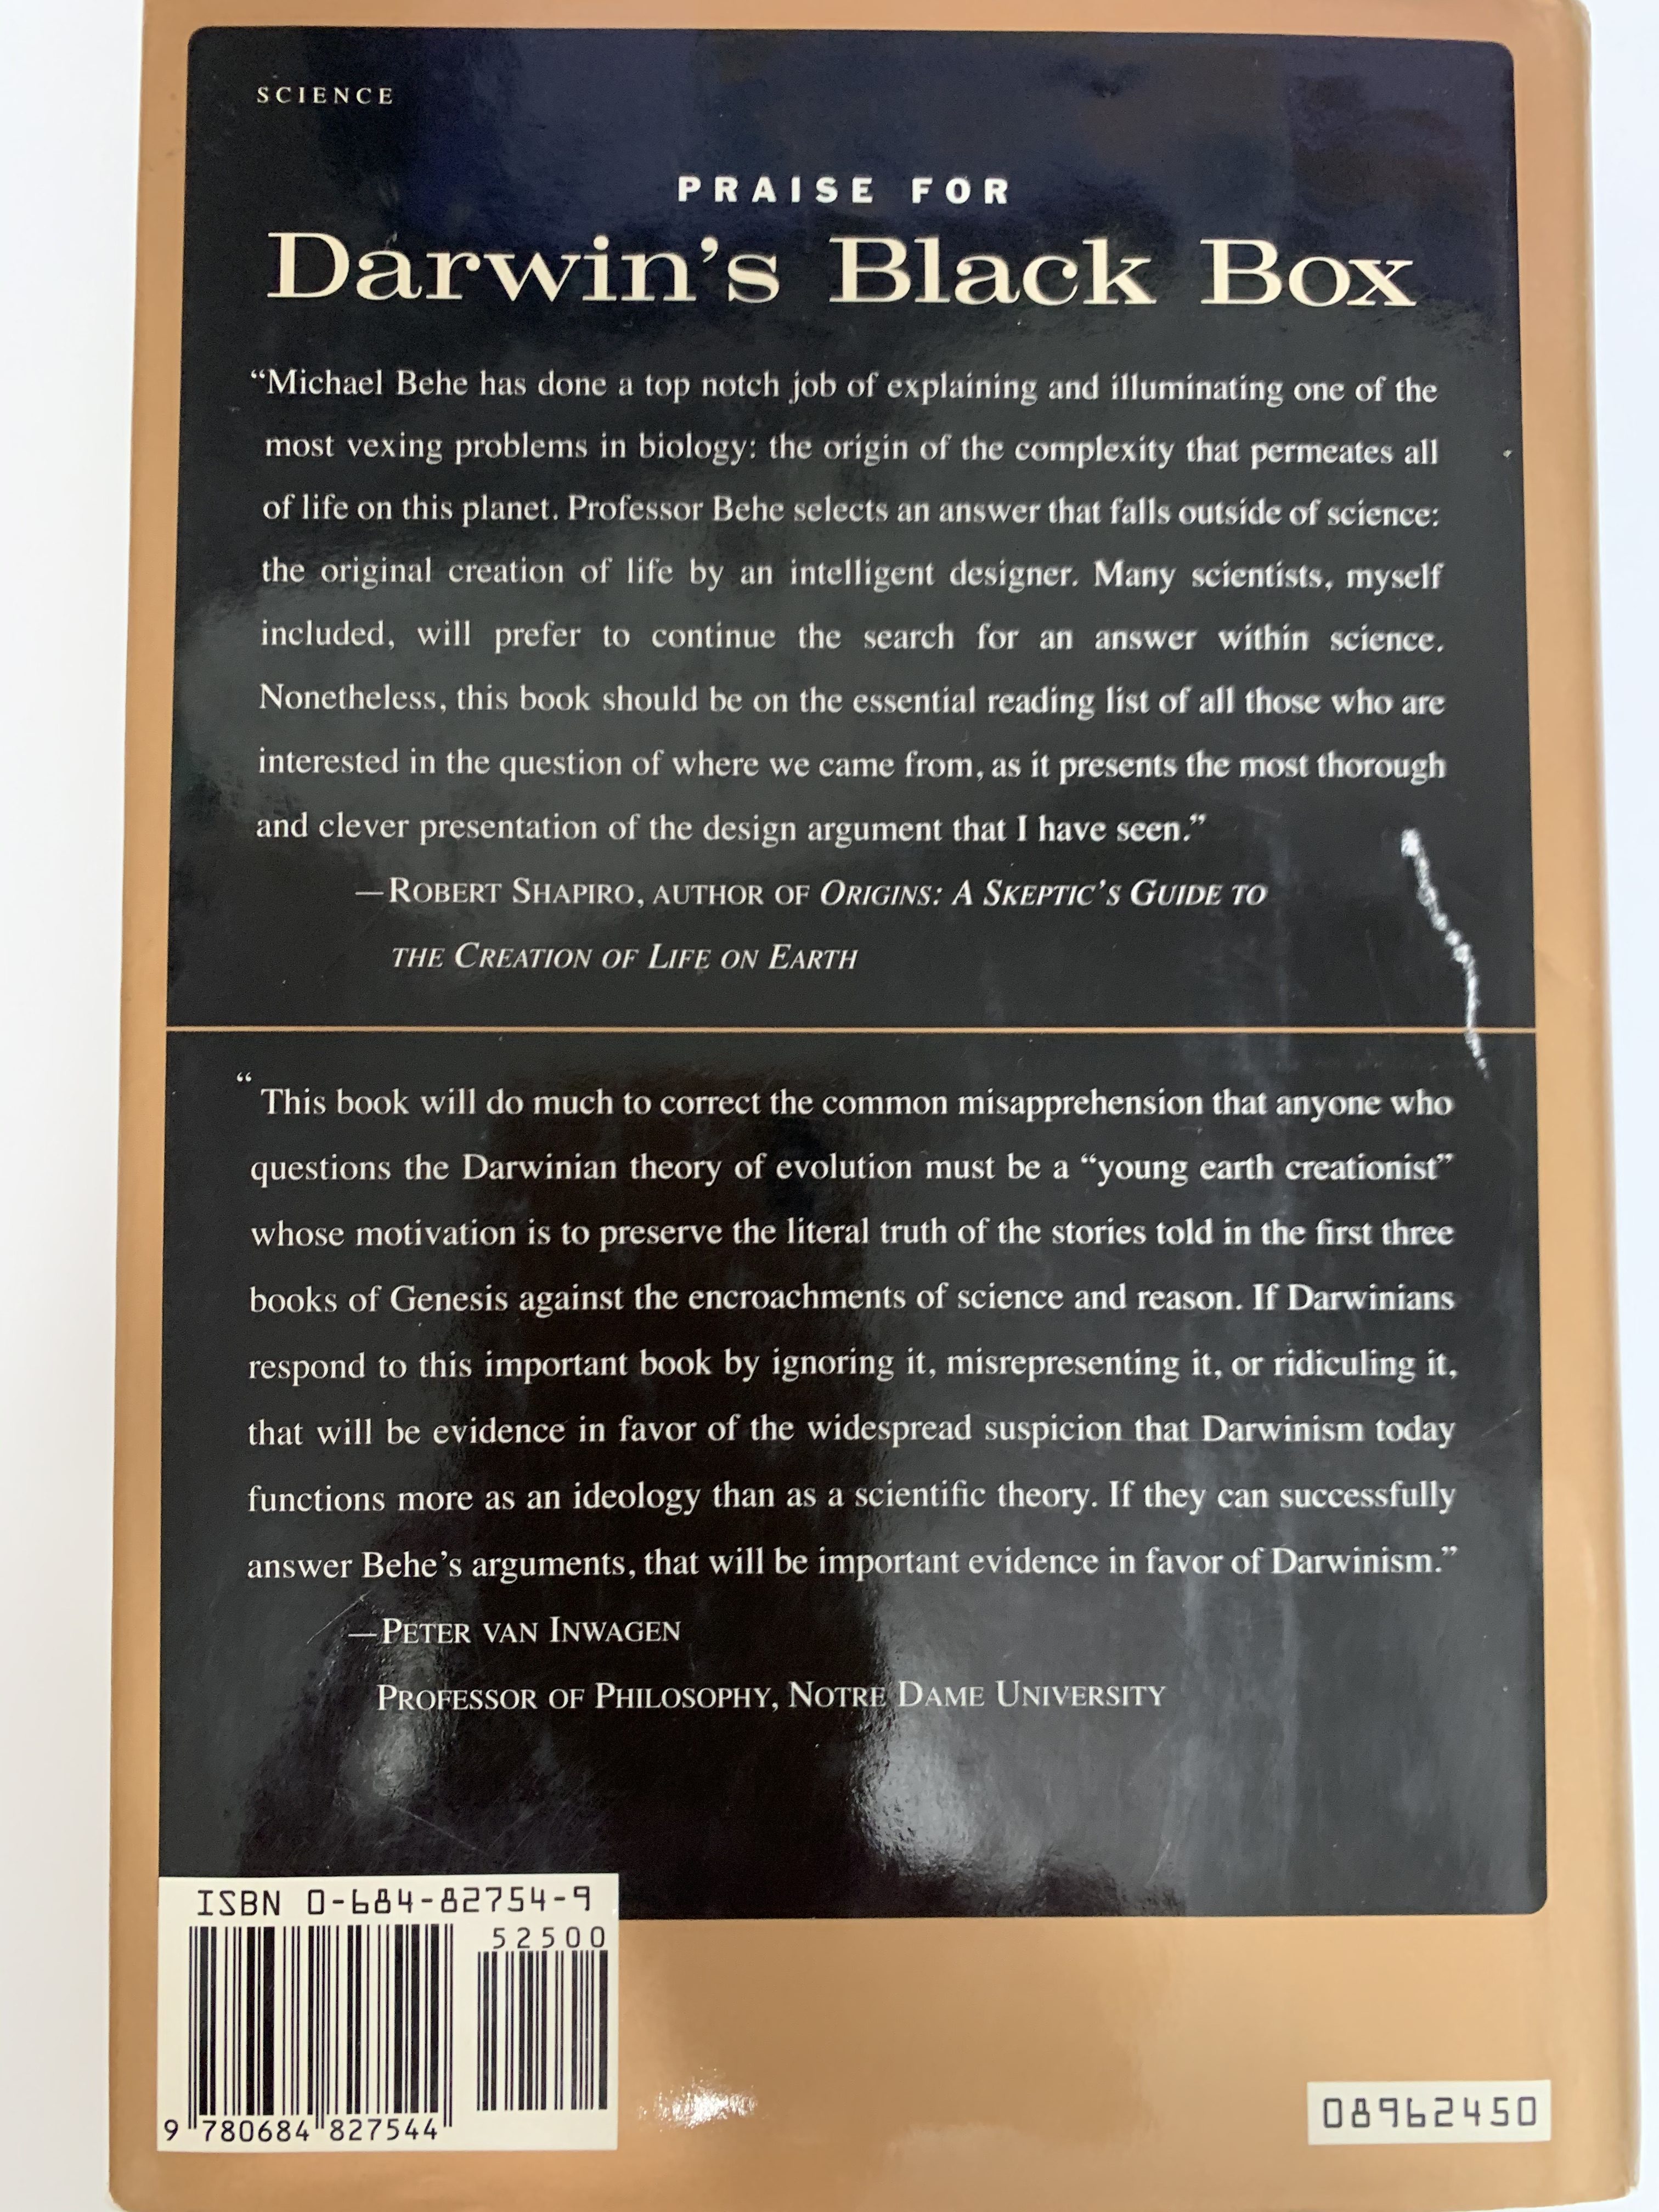 SCIENCE
PRAISE FOR
Darwin's Black Box
“Michael Behe has done a top notch job of explaining and illuminating one of the
most vexing problems in biology: the origin of the complexity that permeates all
of life on this planet. Professor Behe selects an answer that falls outside of science:
the original creation of life by an intelligent designer. Many scientists, myself
included, will prefer to continue the search for an answer within science.
Nonetheless, this book should be on the essential reading list of all those who are
interested in the question of where we came from, as it presents the most thorough
and clever presentation of the design argument that I have seen.”
—ROBERT SHAPIRO, AUTHOR OF ORIGINS: A SKEPTIC'S GUIDE TO
THE CREATION OF LIFE ON EARTH
“This book will do much to correct the common misapprehension that anyone who
questions the Darwinian theory of evolution must be a “young earth creationist”
whose motivation is to preserve the literal truth of the stories told in the first three
books of Genesis against the encroachments of science and reason. If Darwinians
respond to this important book by ignoring it, misrepresenting it, or ridiculing it,
that will be evidence in favor of the widespread suspicion that Darwinism today
functions more as an ideology than as a scientific theory. If they can successfully
answer Behe's arguments, that will be important evidence in favor of Darwinism.”
—PETER VAN INWAGEN
PROFESSOR OF PHILOSOPHY, NOTRE DAME UNIVERSITY
ISBN 0-684-82754-9
52500
9 780684 827544
08962450